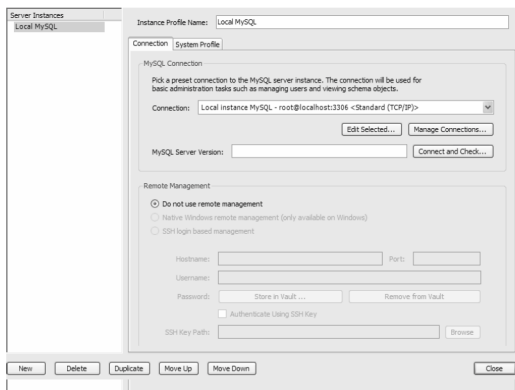 Server Instances
Local MySQL
Instance Profile Name: Local MySQL
Connection System Profile
MySQL Connection
Pick a preset connection to the MySQL server instance. The connection will be used for
basic administration tasks such as managing users and viewing schema objects.
Connection: Local instance MySQL - root@localhost:3306 <Standard (TCP/IP)>
Edit Selected... Manage Connections...
MySQL Server Version: Connect and Check...
Remote Management
Do not use remote management
Native Windows remote management (only available on Windows)
SSH login based management
Hostname: Port:
Username:
Password: Store in Vault ... Remove from Vault
Authenticate Using SSH Key
SSH Key Path: Browse
New Delete Duplicate Move Up Move Down Close